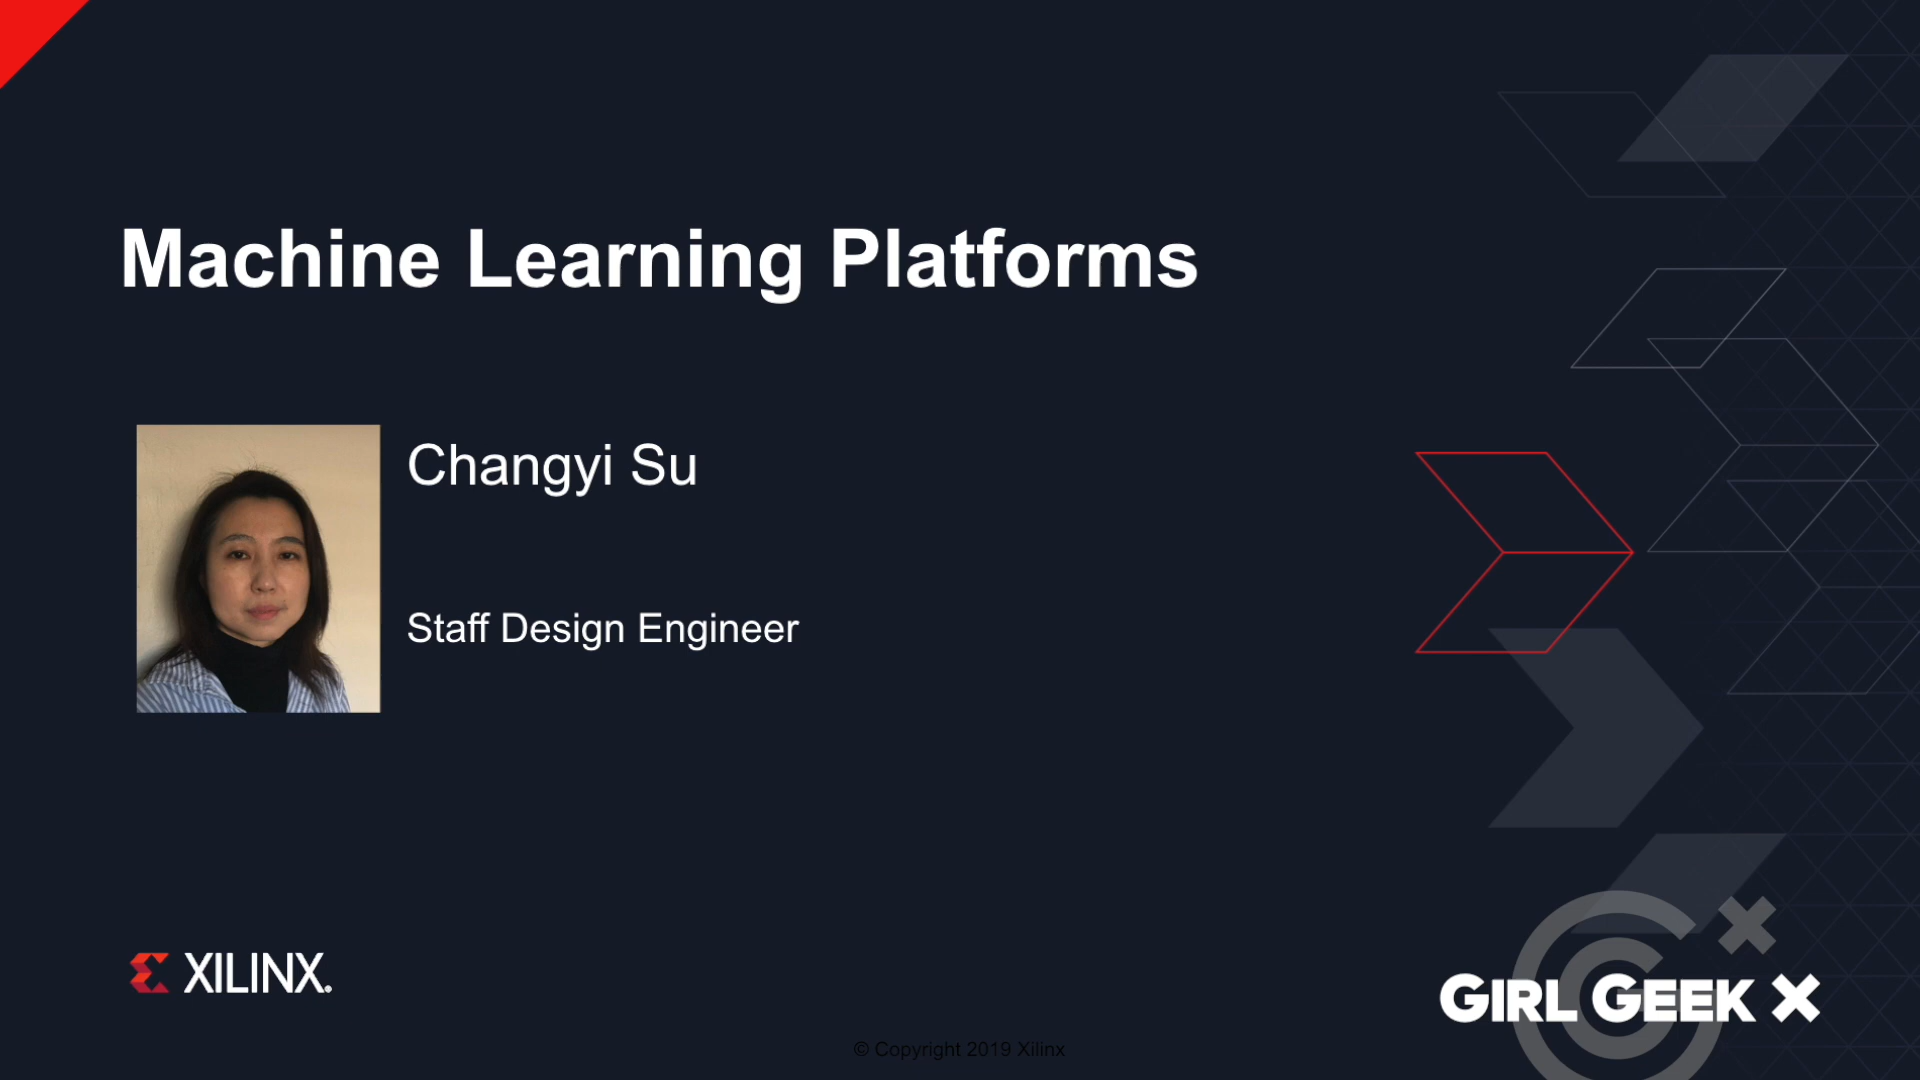 Machine Learning Platforms
Changyi Su
Staff Design Engineer
XILINX.
GIRL GEEK X
© Copyright 2019 Xilinx